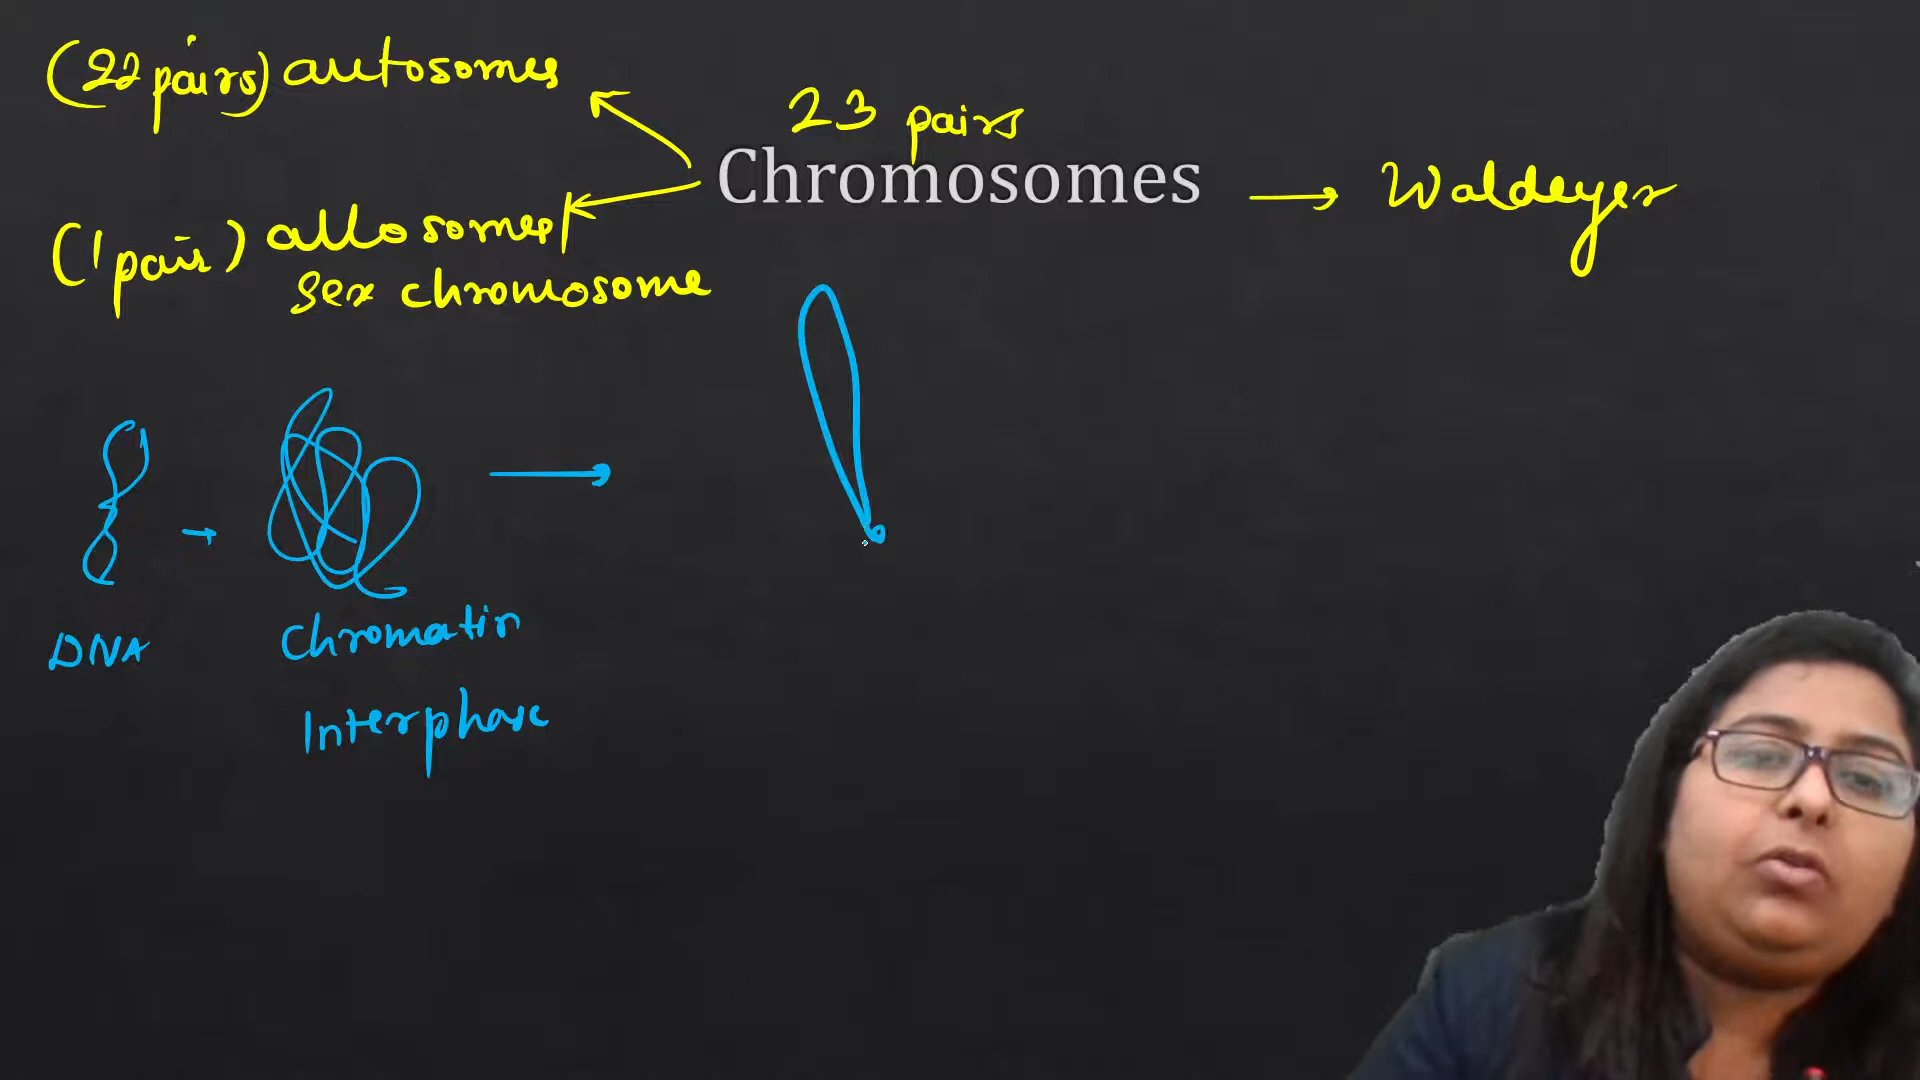 (22 pairs) autosomes
23 pairs
Chromosomes → Waldeyer
(1 pair) allosomes/
sex chromosome
DNA
Chromatin
Interphase